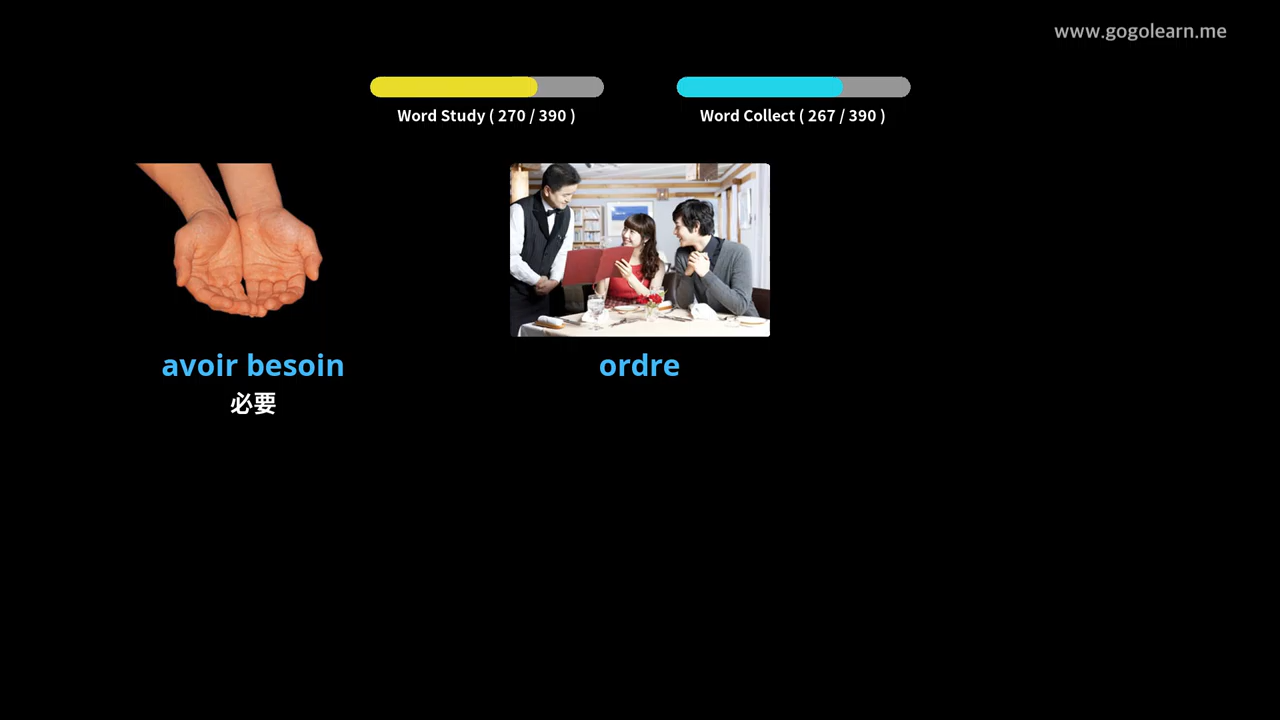 www.gogolearn.me
Word Study ( 270 / 390 )
Word Collect ( 267 / 390 )
avoir besoin
必要
ordre